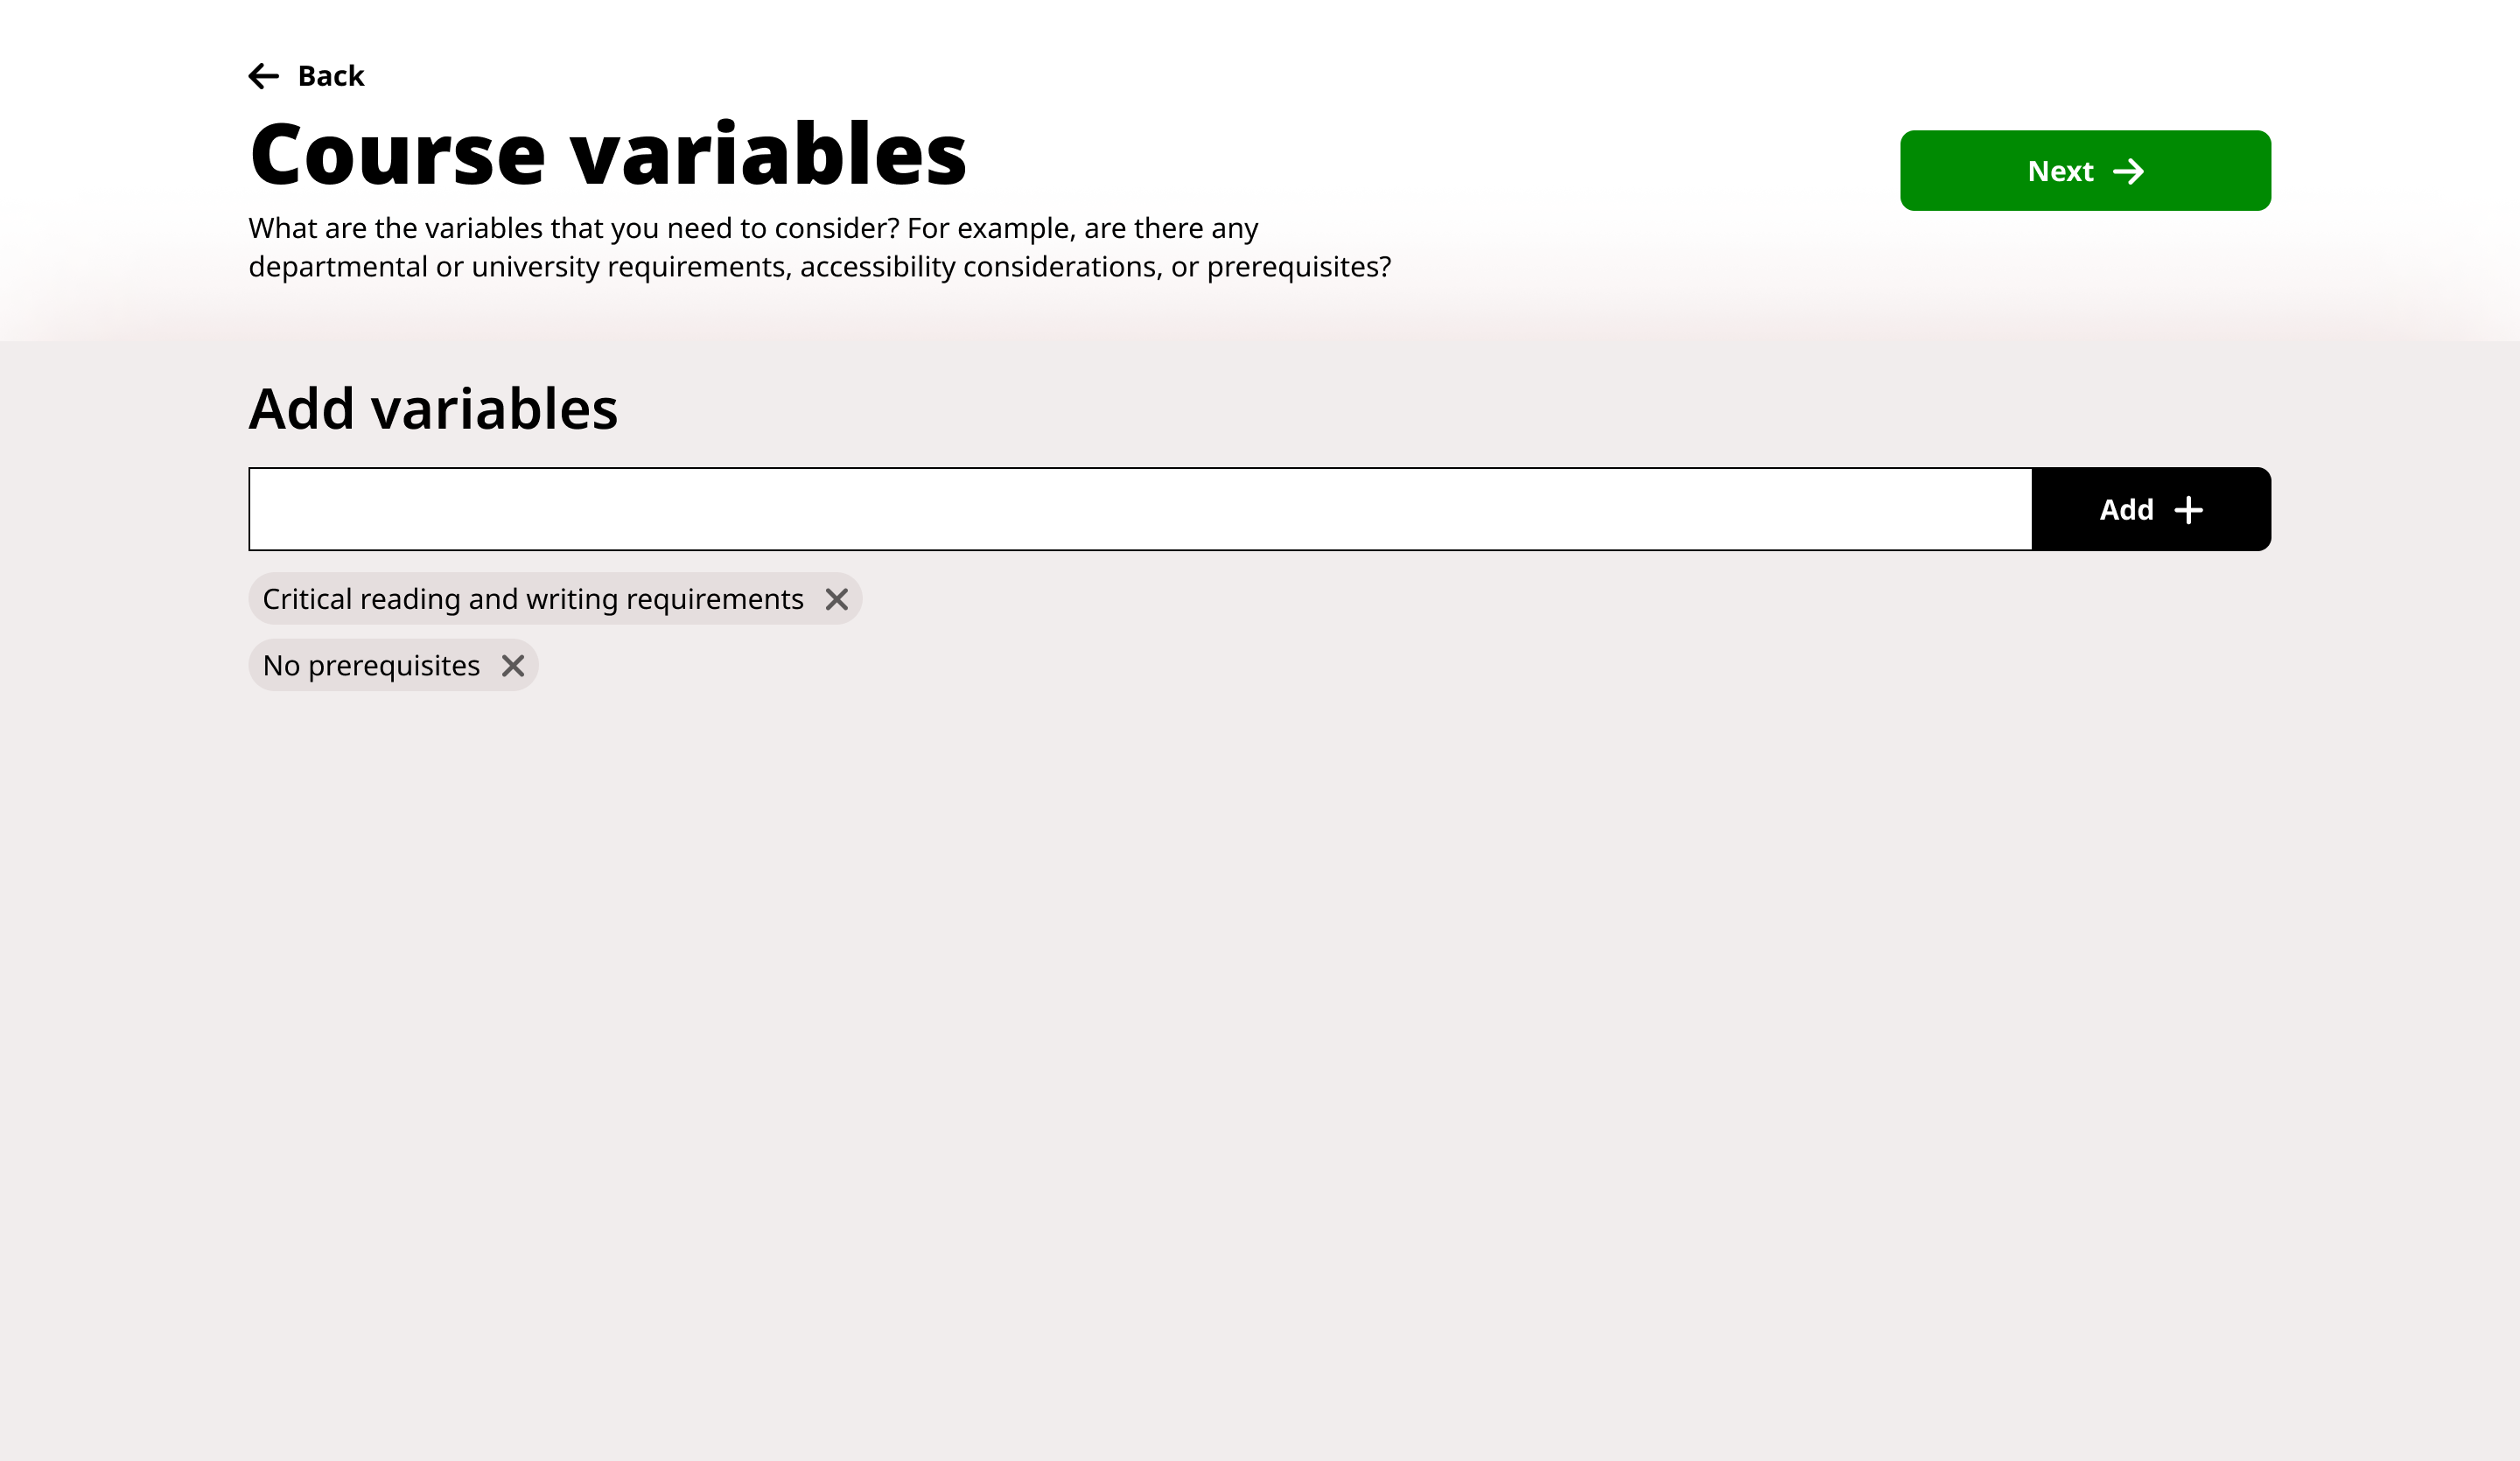 Back
Course variables
Next
What are the variables that you need to consider? For example, are there any
departmental or university requirements, accessibility considerations, or prerequisites?
Add variables
Add
Critical reading and writing requirements
No prerequisites